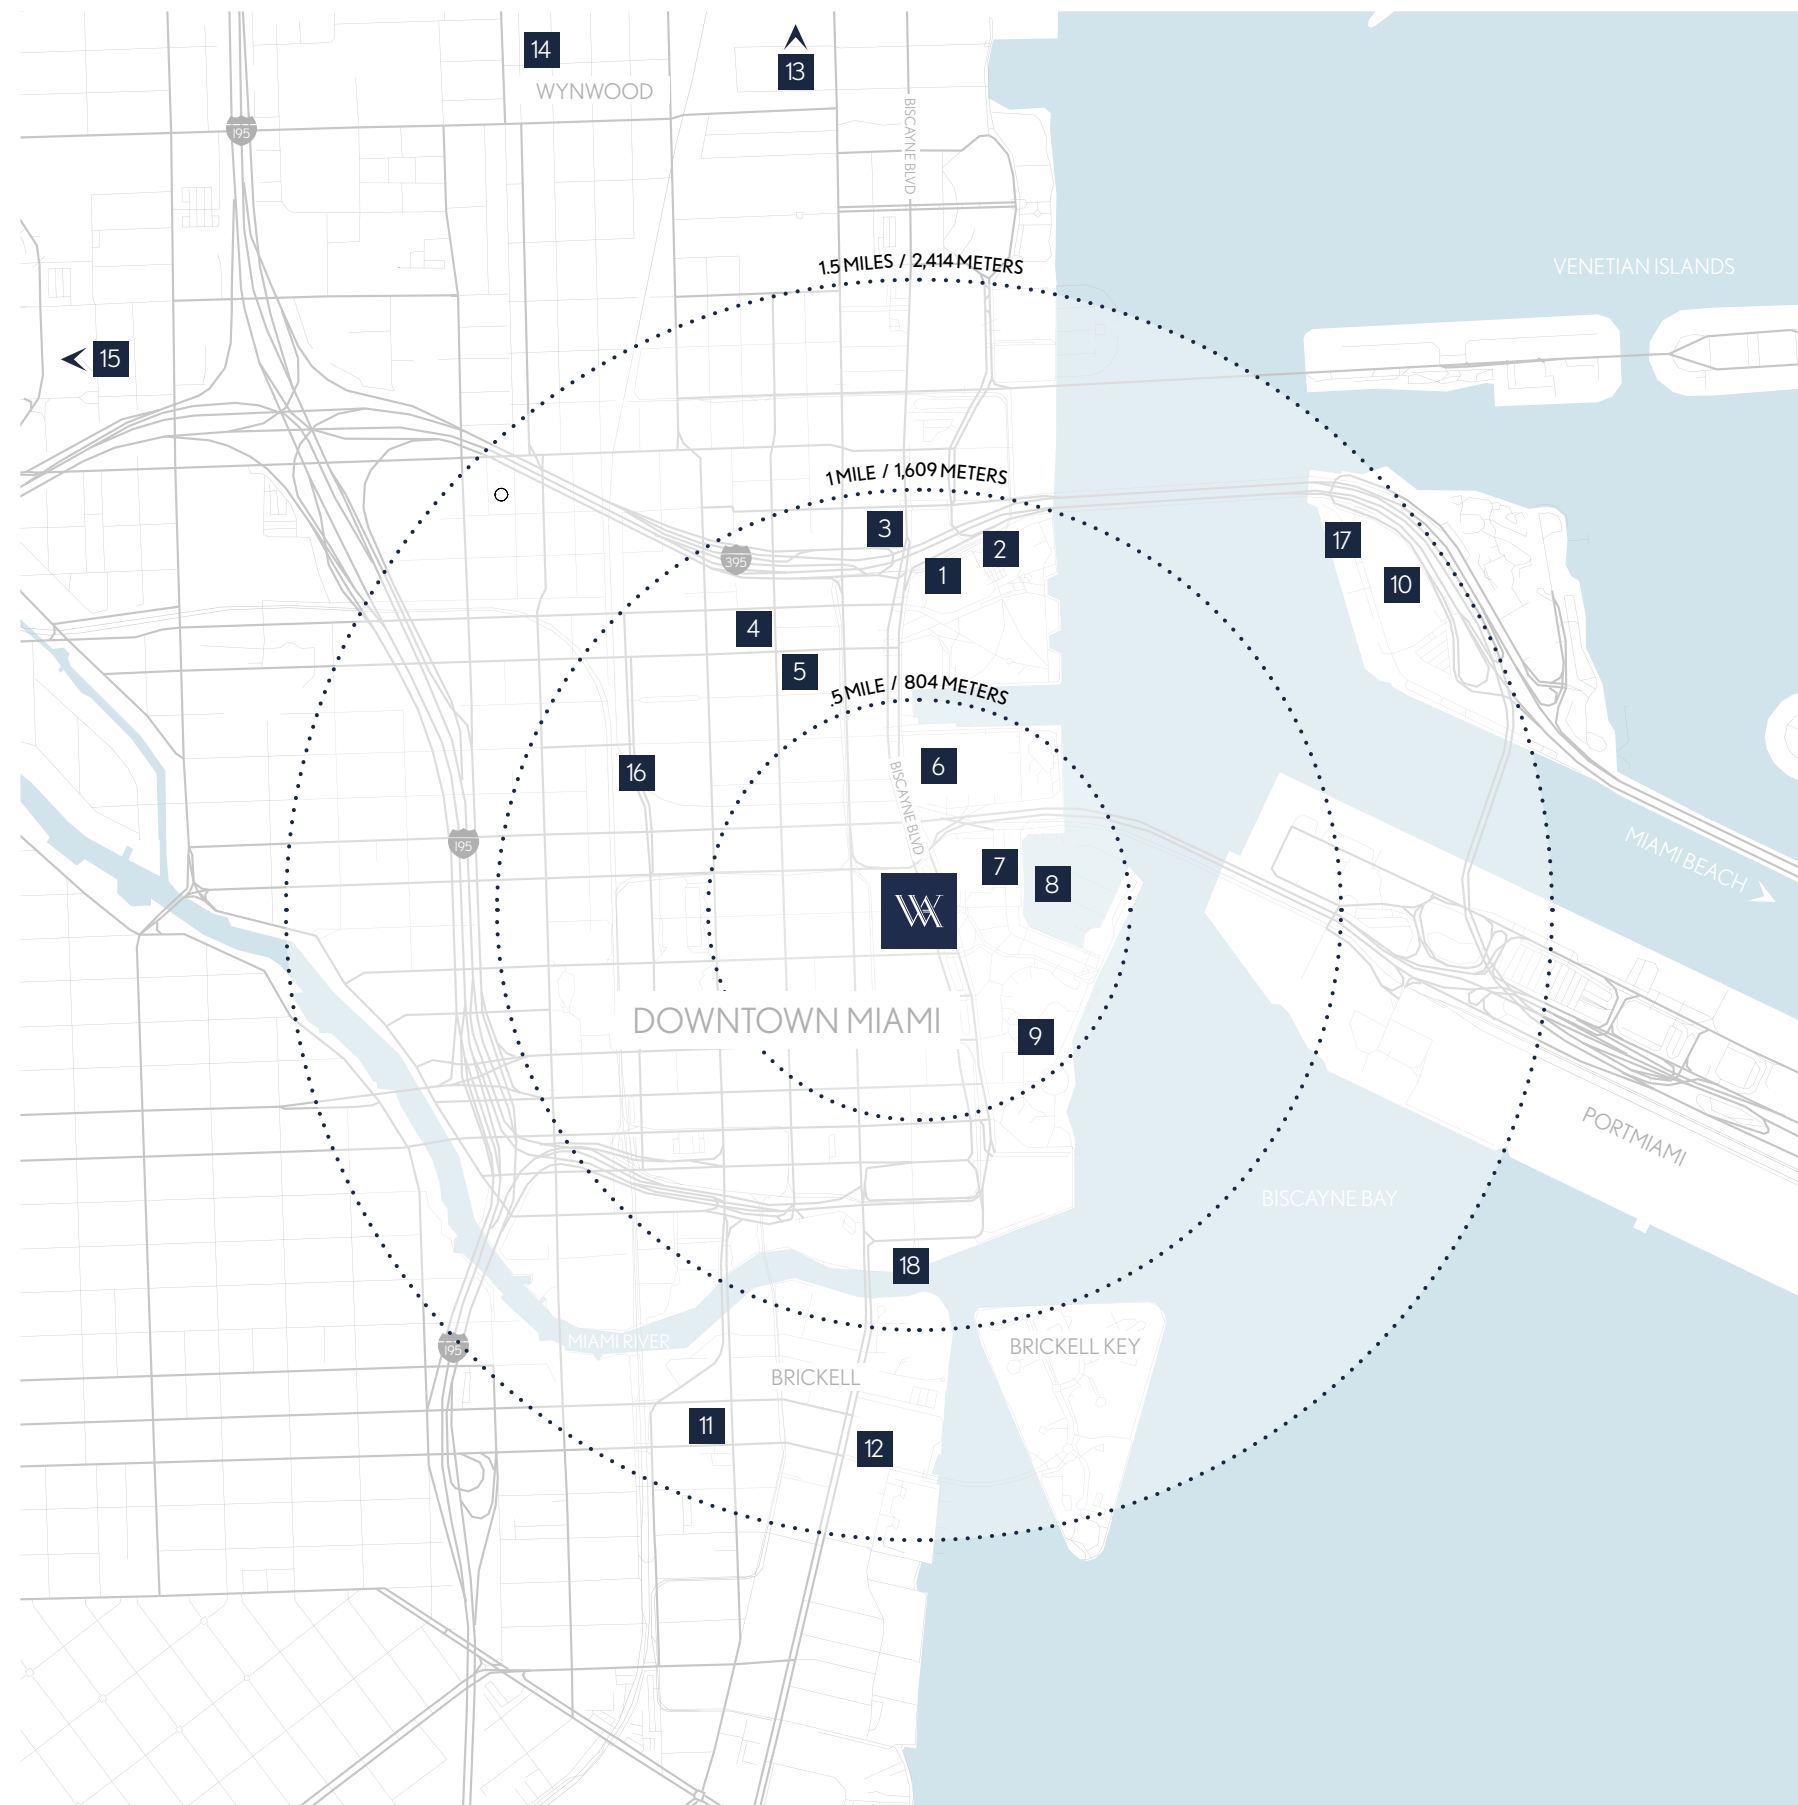 14
WYNWOOD
13
195
BISCAYNE BLVD
1.5 MILES / 2,414 METERS
VENETIAN ISLANDS
15
1 MILE / 1,609 METERS
3
2
17
395
1
10
4
5
.5 MILE / 804 METERS
6
16
BISCAYNE BLVD
195
7
8
MIAMI BEACH
WA
DOWNTOWN MIAMI
9
PORTMIAMI
BISCAYNE BAY
18
MIAMI RIVER
195
BRICKELL KEY
BRICKELL
11
12